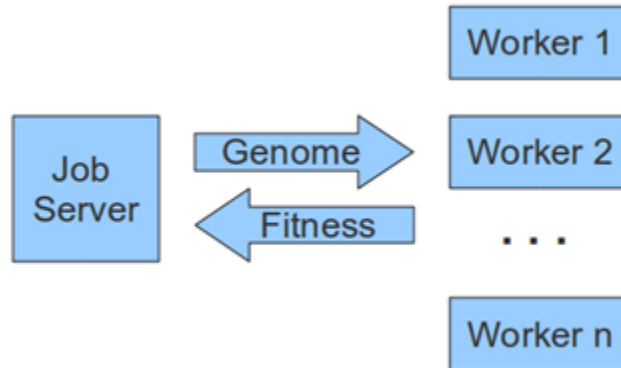 Worker 1
Job
Server
Genome
Worker 2
Fitness
. . .
Worker n